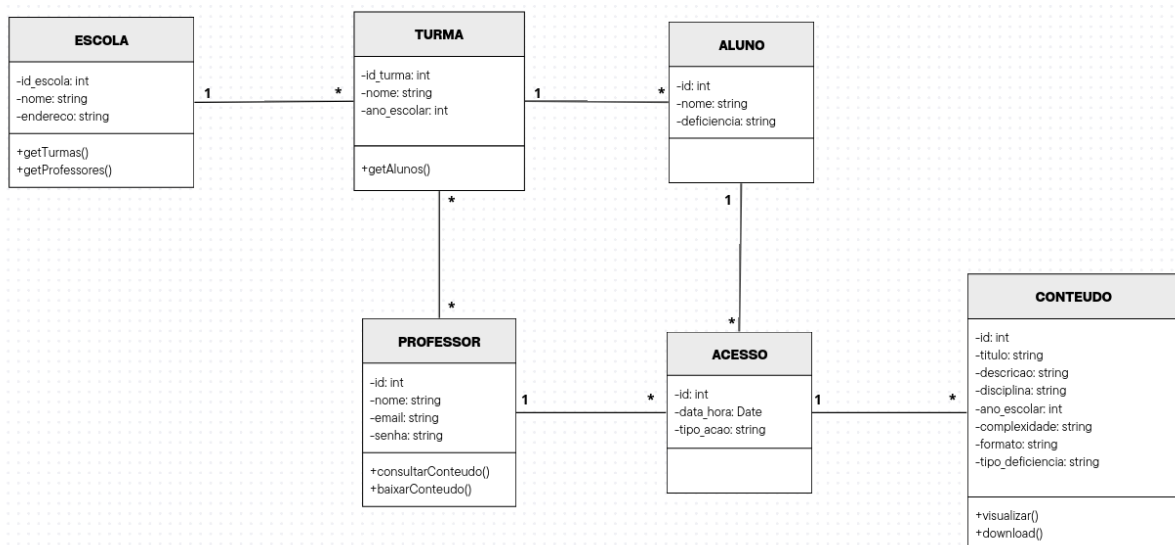 ESCOLA
-id_escola: int
-nome: string
-endereco: string
+getTurmas()
+getProfessores()
1
*
TURMA
-id_turma: int
-nome: string
-ano_escolar: int
+getAlunos()
1
*
ALUNO
-id: int
-nome: string
-deficiencia: string
*
*
1
*
PROFESSOR
-id: int
-nome: string
-email: string
-senha: string
+consultarConteudo()
+baixarConteudo()
1
*
ACESSO
-id: int
-data_hora: Date
-tipo_acao: string
1
*
CONTEUDO
-id: int
-titulo: string
-descricao: string
-disciplina: string
-ano_escolar: int
-complexidade: string
-formato: string
-tipo_deficiencia: string
+visualizar()
+download()